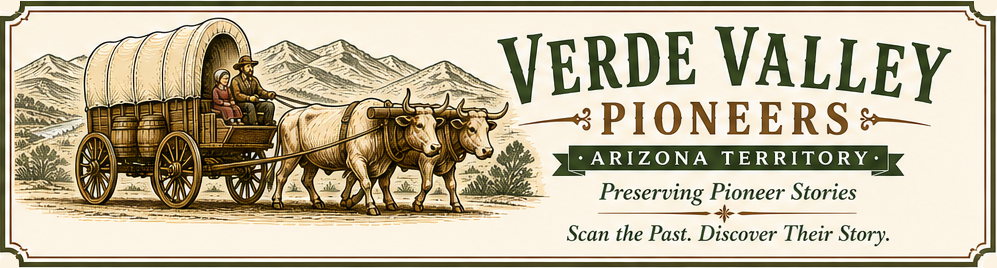 VERDE VALLEY
PIONEERS
· ARIZONA TERRITORY ·
Preserving Pioneer Stories
Scan the Past. Discover Their Story.